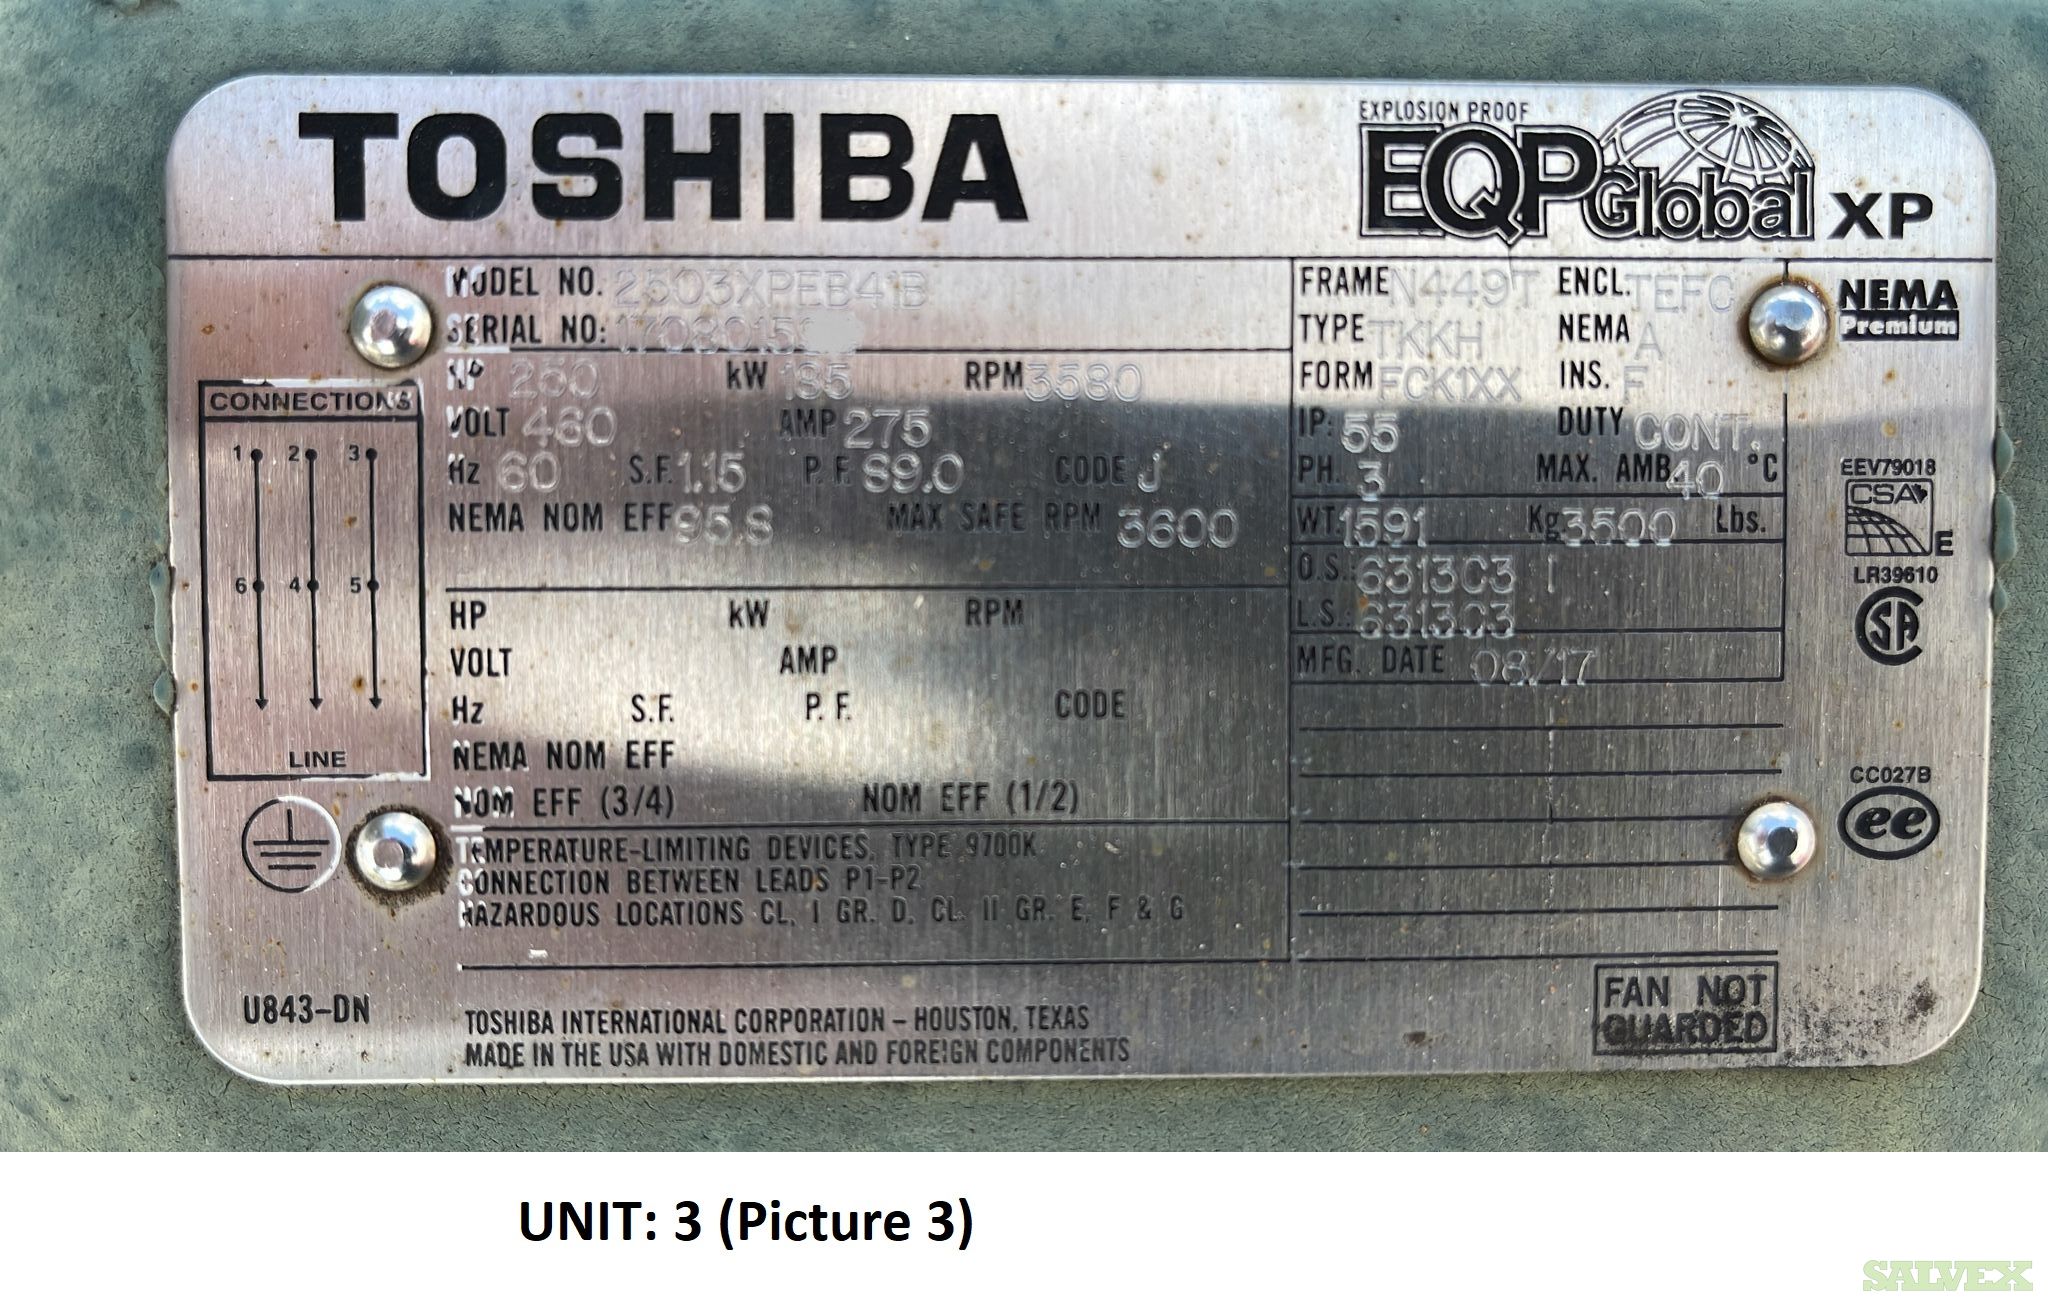 TOSHIBA
EXPLOSION PROOF
EQP Global XP
MODEL NO. 2503XPEB41B
SERIAL NO:
HP 250 kW 185 RPM 3580
VOLT 460 AMP 275
Hz 60 S.F. 1.15 P.F. 89.0 CODE J
NEMA NOM EFF 95.8 MAX SAFE RPM 3600
HP kW RPM
VOLT AMP
Hz S.F. P.F. CODE
NEMA NOM EFF
NOM EFF (3/4) NOM EFF (1/2)
TEMPERATURE-LIMITING DEVICES, TYPE 9700K
CONNECTION BETWEEN LEADS P1-P2
HAZARDOUS LOCATIONS CL. I GR. D, CL. II GR. E, F & G
FRAME N449T ENCL. TEFC
TYPE TKKH NEMA A
FORM FCK1XX INS. F
IP: 55 DUTY CONT.
PH. 3 MAX. AMB. 40 °C
WT. 1591 Kg 3500 Lbs.
O.S.: 6313C3
L.S.: 6313C3
MFG. DATE 08/17
NEMA
Premium
EEV79018
CSA
E
LR39610
SA
CC027B
ee
CONNECTIONS
1 2 3
6 4 5
LINE
U843-DN
TOSHIBA INTERNATIONAL CORPORATION - HOUSTON, TEXAS
MADE IN THE USA WITH DOMESTIC AND FOREIGN COMPONENTS
FAN NOT
GUARDED
UNIT: 3 (Picture 3)
SALVEX